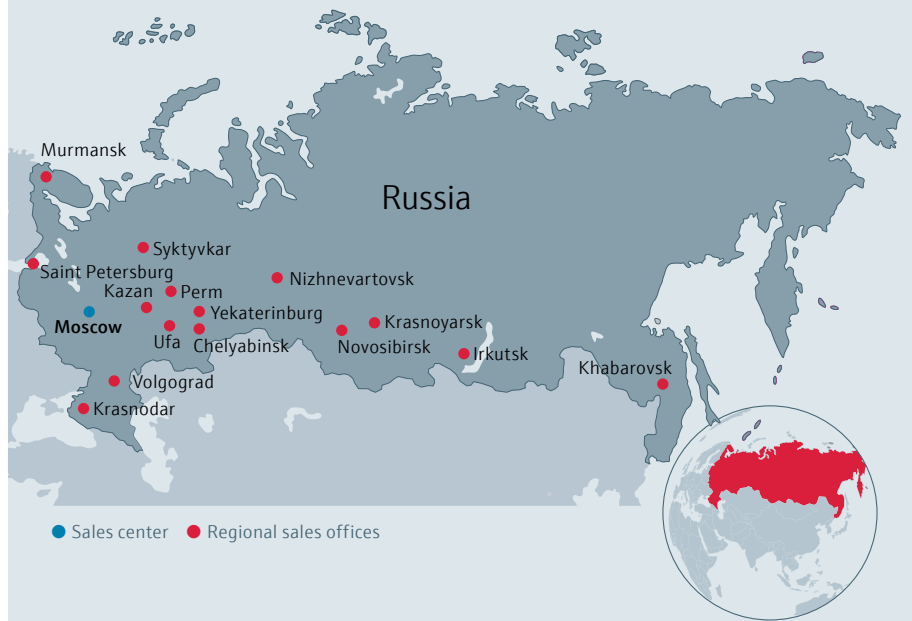 Murmansk
Russia
Syktyvkar
Saint Petersburg
Nizhnevartovsk
Kazan
Perm
Yekaterinburg
Krasnoyarsk
Moscow
Ufa
Chelyabinsk
Novosibirsk
Irkutsk
Khabarovsk
Volgograd
Krasnodar
Sales center
Regional sales offices